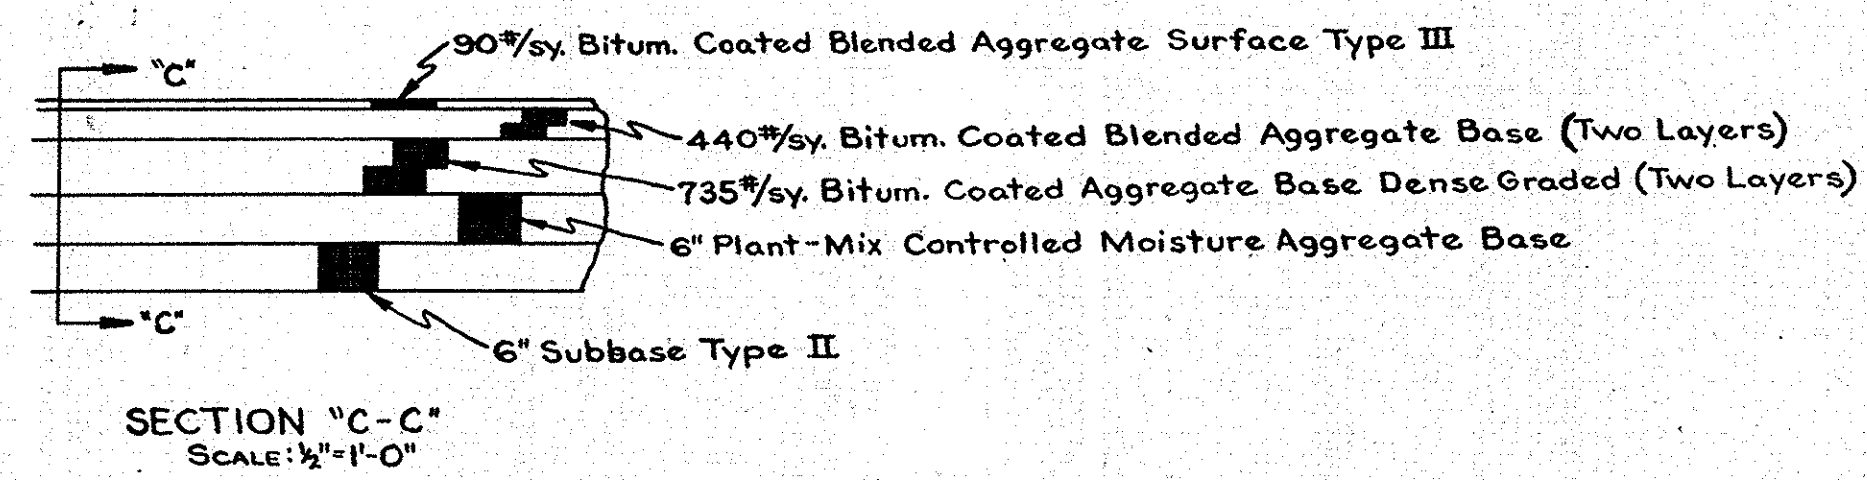 90#/sy. Bitum. Coated Blended Aggregate Surface Type III
"C"
440#/sy. Bitum. Coated Blended Aggregate Base (Two Layers)
735#/sy. Bitum. Coated Aggregate Base Dense Graded (Two Layers)
6" Plant-Mix Controlled Moisture Aggregate Base
"C"
6" Subbase Type II
SECTION "C-C"
SCALE: ½"=1'-0"